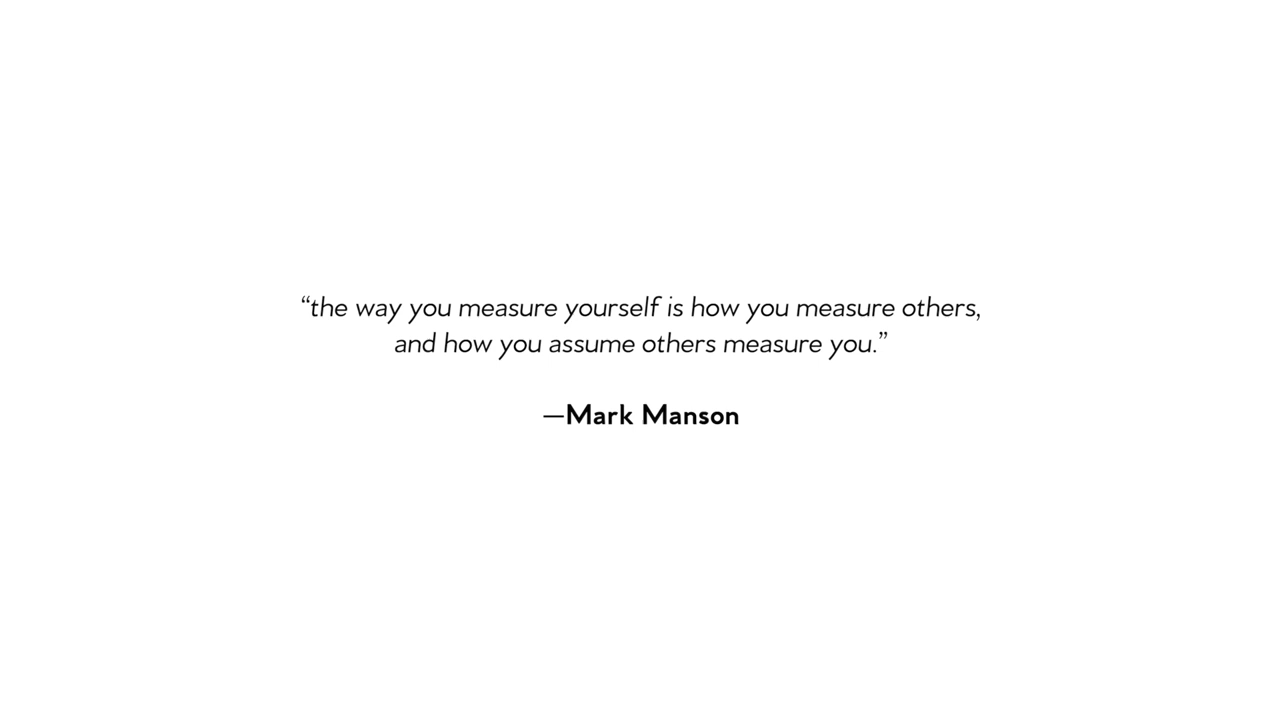 “the way you measure yourself is how you measure others,
and how you assume others measure you.”
—Mark Manson